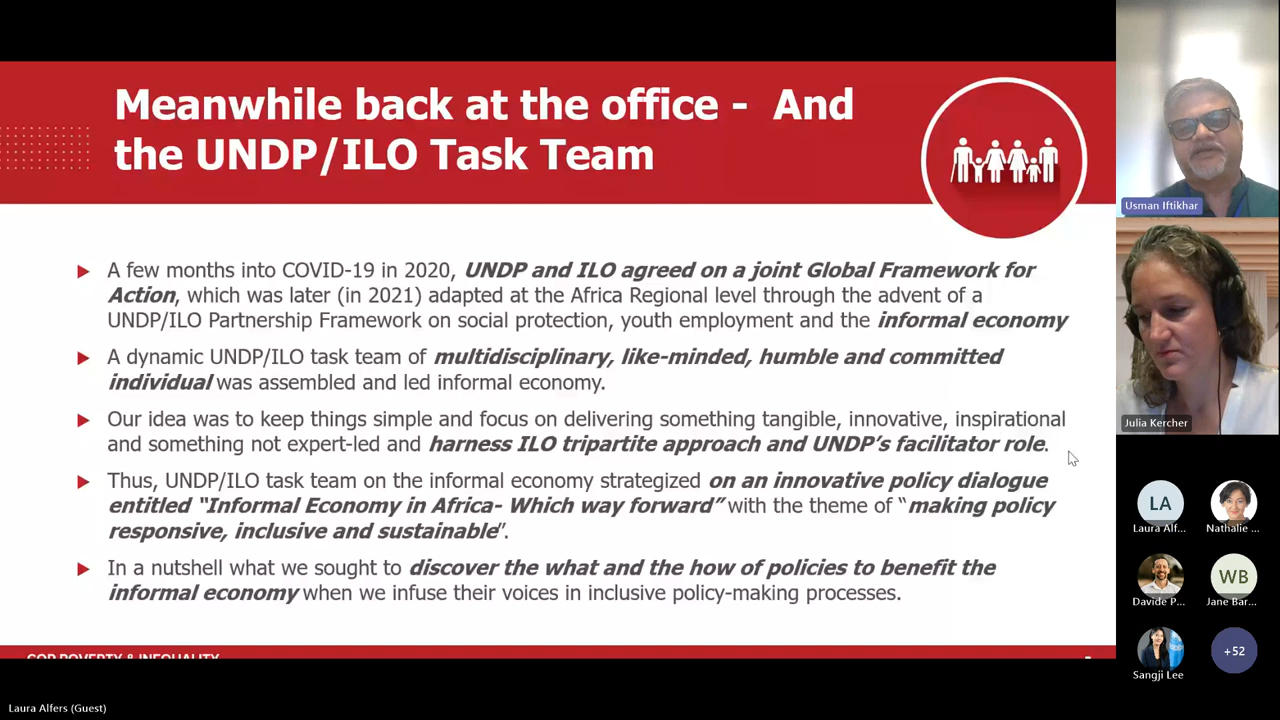 Meanwhile back at the office - And
the UNDP/ILO Task Team
A few months into COVID-19 in 2020, UNDP and ILO agreed on a joint Global Framework for
Action, which was later (in 2021) adapted at the Africa Regional level through the advent of a
UNDP/ILO Partnership Framework on social protection, youth employment and the informal economy
A dynamic UNDP/ILO task team of multidisciplinary, like-minded, humble and committed
individual was assembled and led informal economy.
Our idea was to keep things simple and focus on delivering something tangible, innovative, inspirational
and something not expert-led and harness ILO tripartite approach and UNDP's facilitator role.
Thus, UNDP/ILO task team on the informal economy strategized on an innovative policy dialogue
entitled "Informal Economy in Africa- Which way forward" with the theme of "making policy
responsive, inclusive and sustainable".
In a nutshell what we sought to discover the what and the how of policies to benefit the
informal economy when we infuse their voices in inclusive policy-making processes.
COP POVERTY & INEQUALITY
Laura Alfers (Guest)
Usman Iftikhar
Julia Kercher
LA
Laura Alf...
Nathalie ...
Davide P...
WB
Jane Bar...
Sangji Lee
+52